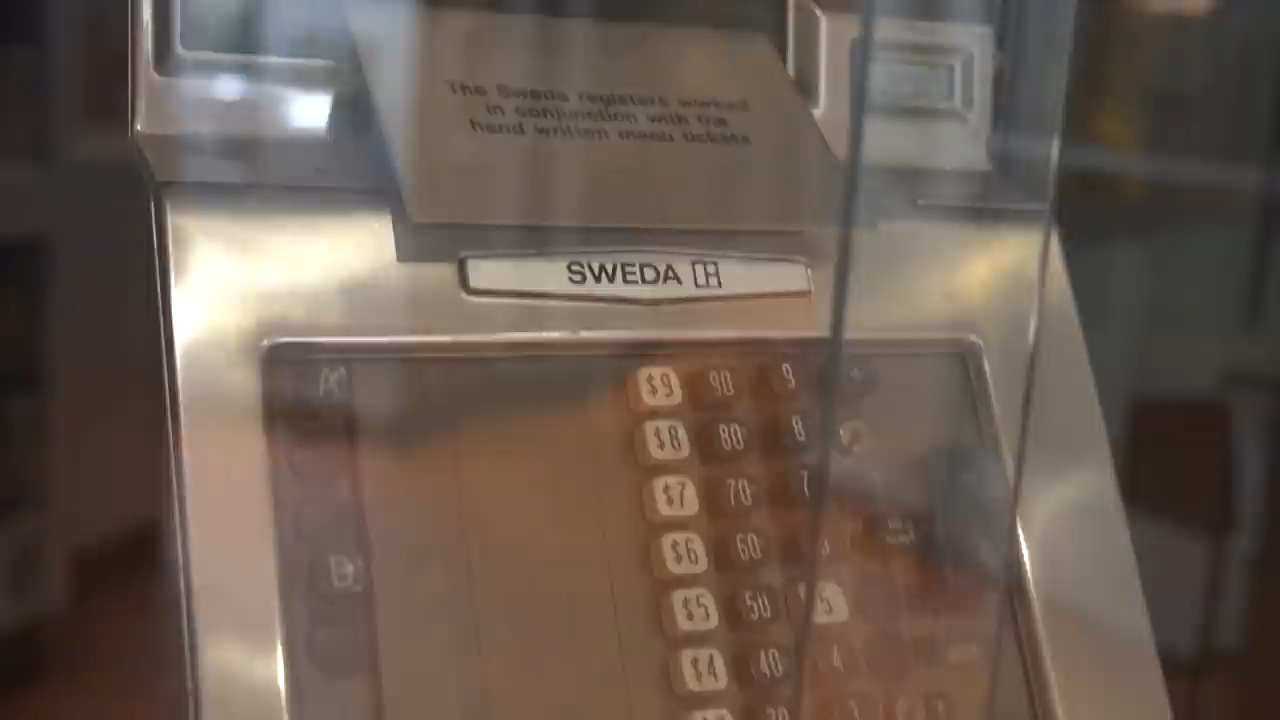 The Sweda registers worked
in conjunction with the
hand written menu tickets
SWEDA
A
$9 90 9
$8 80 8
$7 70 7
$6 60
B
$5 50 5
$4 40 4